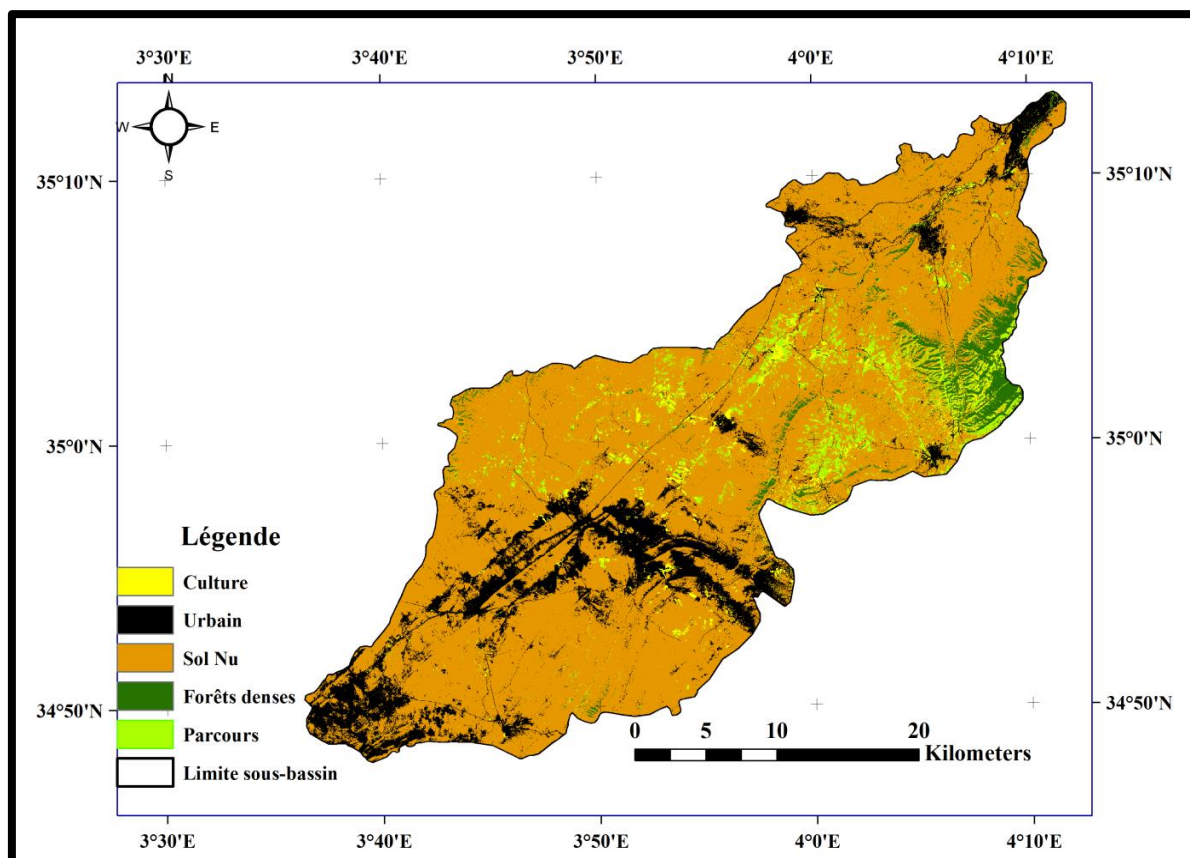 3°30'E 3°40'E 3°50'E 4°0'E 4°10'E
N
W E
S
35°10'N 35°10'N
35°0'N 35°0'N
Légende
Culture
Urbain
Sol Nu
Forêts denses
Parcours
Limite sous-bassin
34°50'N 34°50'N
0 5 10 20
Kilometers
3°30'E 3°40'E 3°50'E 4°0'E 4°10'E